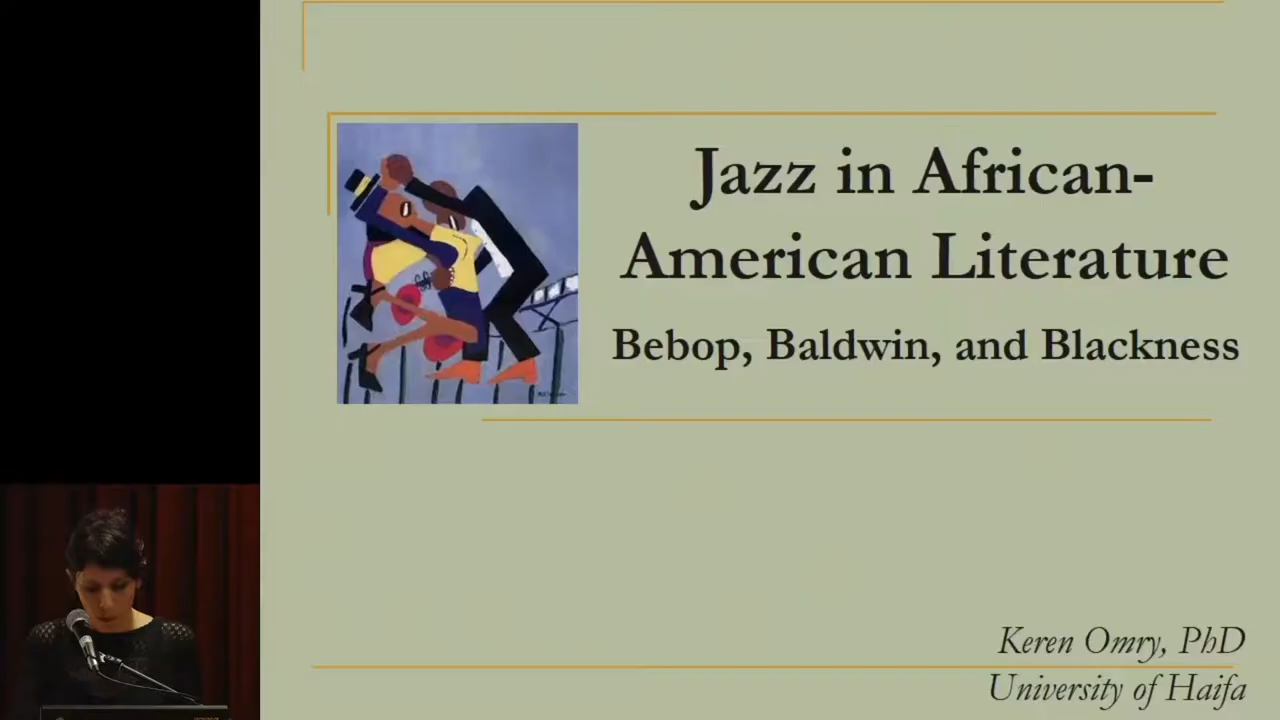 Jazz in African-
American Literature
Bebop, Baldwin, and Blackness
Keren Omry, PhD
University of Haifa